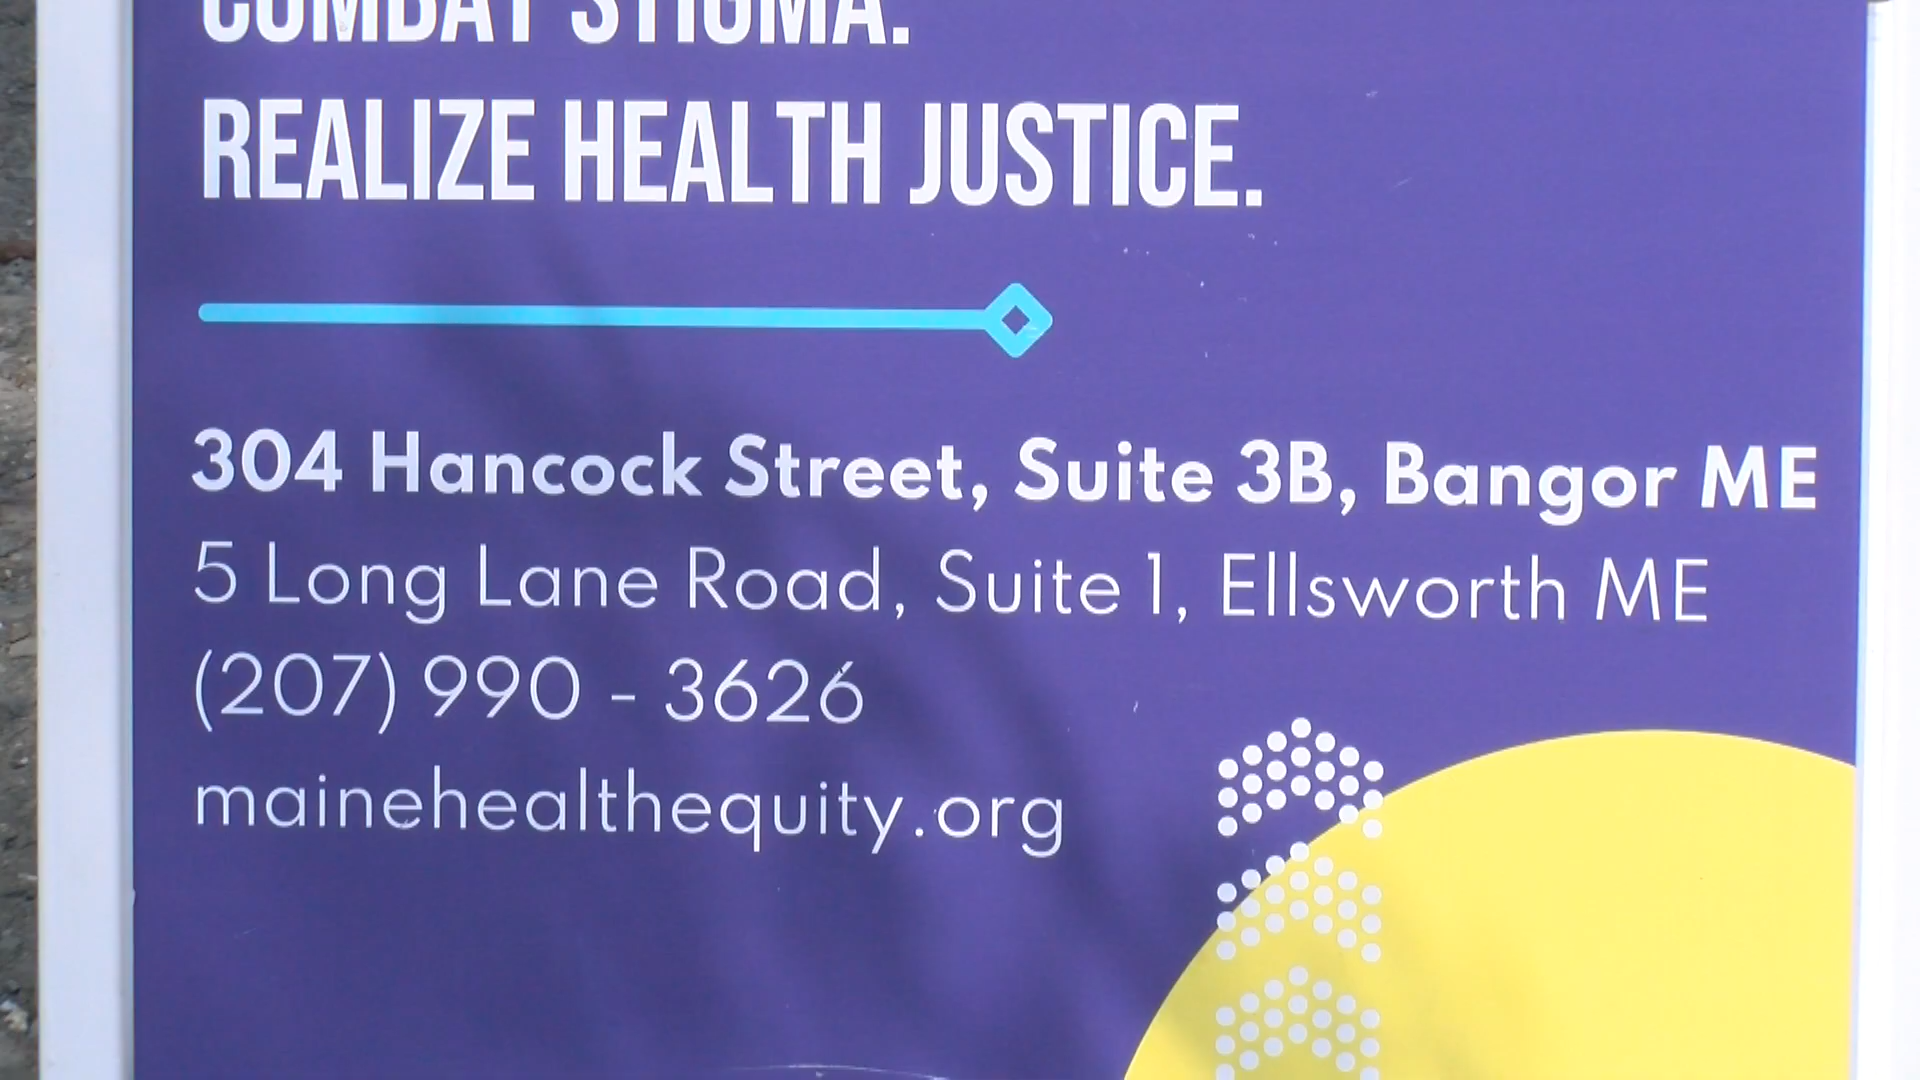 COMBAT STIGMA.
REALIZE HEALTH JUSTICE.
304 Hancock Street, Suite 3B, Bangor ME
5 Long Lane Road, Suite 1, Ellsworth ME
(207) 990 - 3626
mainehealthequity.org